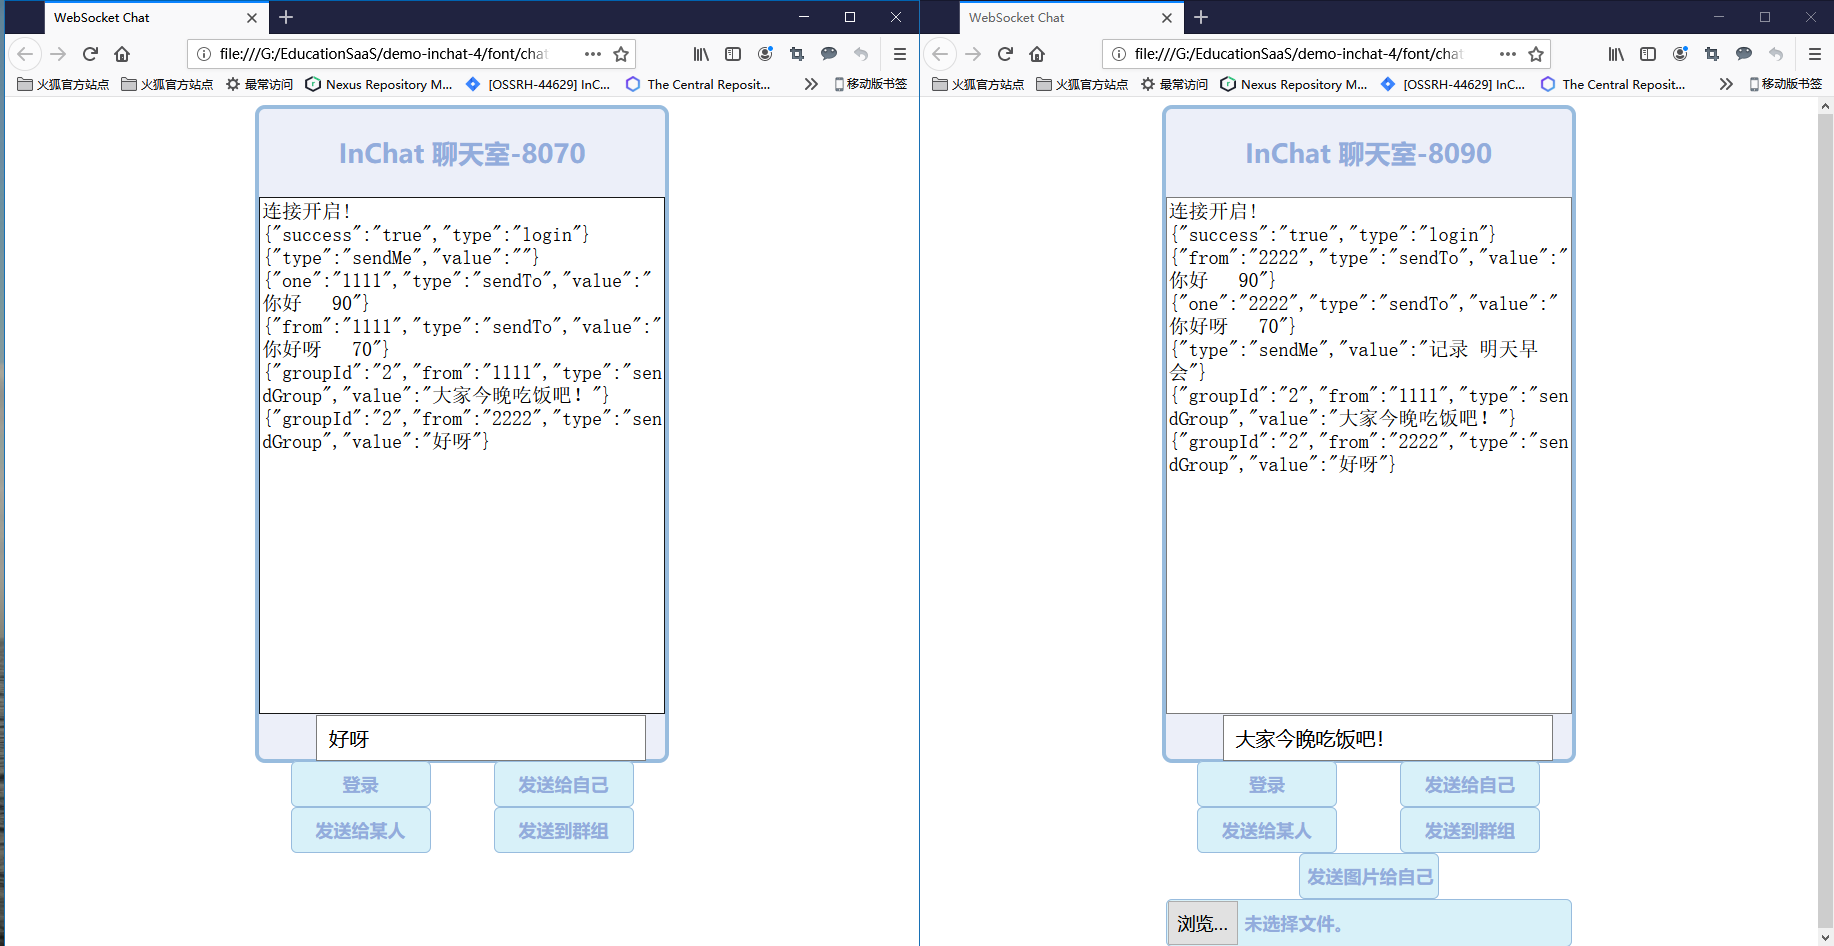 WebSocket Chat
file:///G:/EducationSaaS/demo-inchat-4/font/chat
火狐官方站点 火狐官方站点 最常访问 Nexus Repository M... [OSSRH-44629] InC... The Central Reposit... 移动版书签
InChat 聊天室-8070
连接开启!
{"success":"true","type":"login"}
{"type":"sendMe","value":""}
{"one":"1111","type":"sendTo","value":"
你好 90"}
{"from":"1111","type":"sendTo","value":"
你好呀 70"}
{"groupId":"2","from":"1111","type":"sen
dGroup","value":"大家今晚吃饭吧！"}
{"groupId":"2","from":"2222","type":"sen
dGroup","value":"好呀"}
好呀
登录 发送给自己
发送给某人 发送到群组
WebSocket Chat
file:///G:/EducationSaaS/demo-inchat-4/font/chat
火狐官方站点 火狐官方站点 最常访问 Nexus Repository M... [OSSRH-44629] InC... The Central Reposit... 移动版书签
InChat 聊天室-8090
连接开启!
{"success":"true","type":"login"}
{"from":"2222","type":"sendTo","value":"
你好 90"}
{"one":"2222","type":"sendTo","value":"
你好呀 70"}
{"type":"sendMe","value":"记录 明天早
会"}
{"groupId":"2","from":"1111","type":"sen
dGroup","value":"大家今晚吃饭吧！"}
{"groupId":"2","from":"2222","type":"sen
dGroup","value":"好呀"}
大家今晚吃饭吧！
登录 发送给自己
发送给某人 发送到群组
发送图片给自己
浏览... 未选择文件。